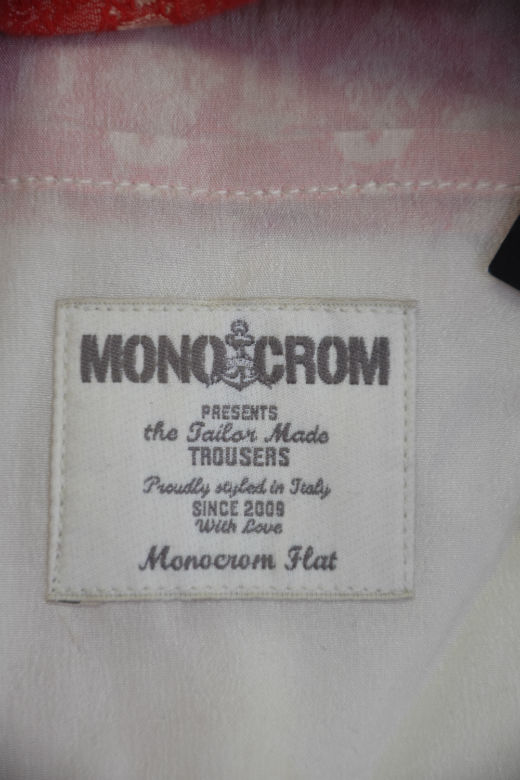 MONOCROM
PRESENTS
the Tailor Made
TROUSERS
Proudly styled in Italy
SINCE 2009
With Love
Monocrom Flat